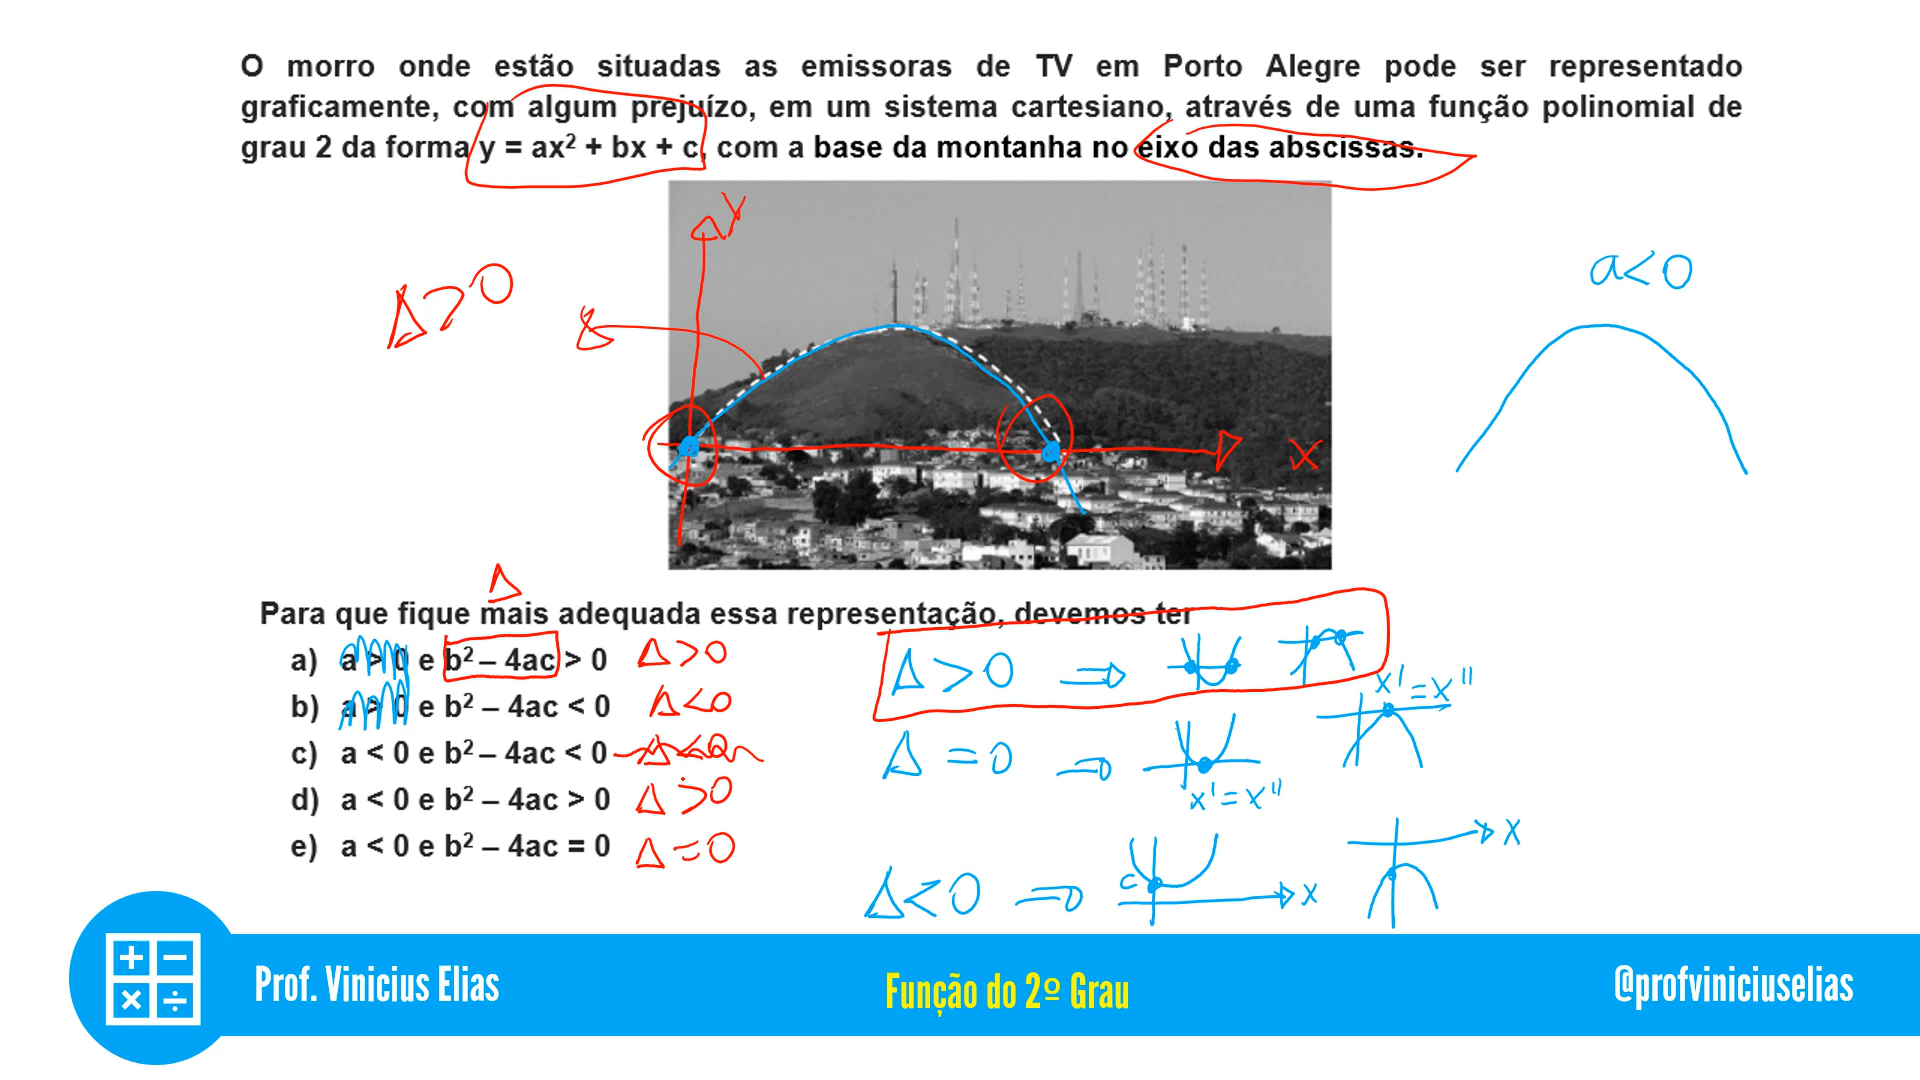 O morro onde estão situadas as emissoras de TV em Porto Alegre pode ser representado
graficamente, com algum prejuízo, em um sistema cartesiano, através de uma função polinomial de
grau 2 da forma y = ax² + bx + c, com a base da montanha no eixo das abscissas.
Y
a<0
Δ>0
x
Δ
Para que fique mais adequada essa representação, devemos ter
a) a > 0 e b² – 4ac > 0 Δ>0
b) a > 0 e b² – 4ac < 0 Δ<0
c) a < 0 e b² – 4ac < 0 Δ<0
d) a < 0 e b² – 4ac > 0 Δ>0
e) a < 0 e b² – 4ac = 0 Δ=0
Δ>0 ⇒
x'=x''
Δ=0 ⇒
x'=x''
Δ<0 ⇒
c
x
x
Prof. Vinicius Elias
Função do 2º Grau
@profviniciuselias